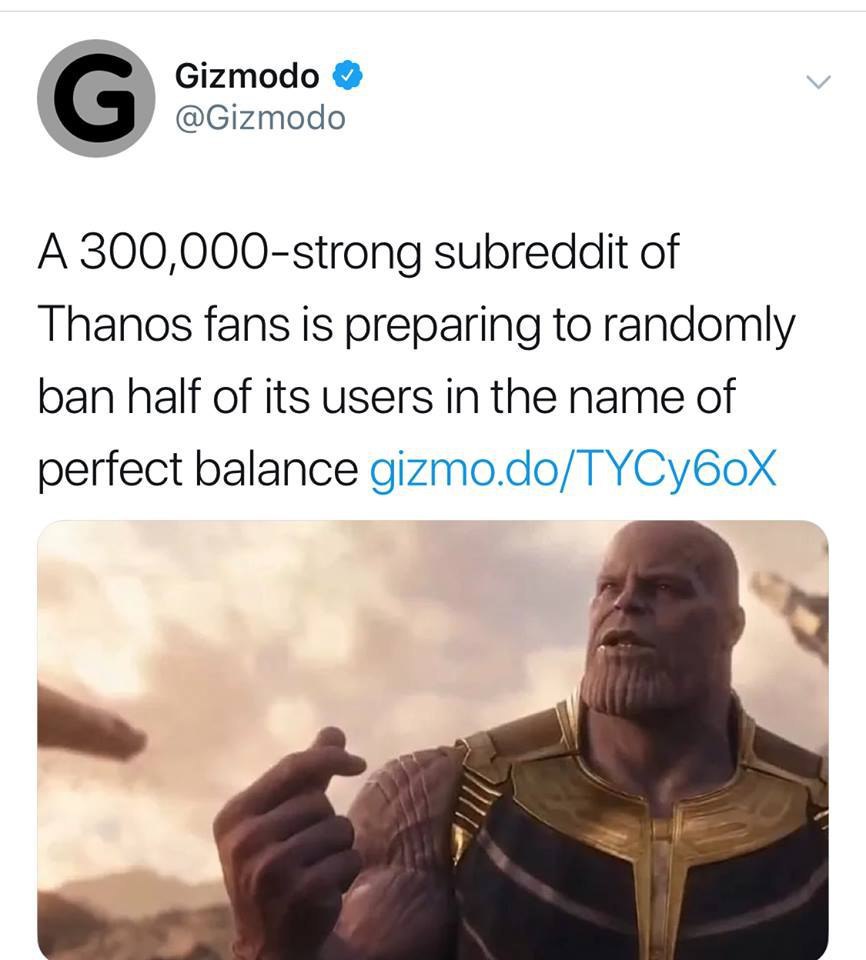 G
Gizmodo
@Gizmodo
A 300,000-strong subreddit of
Thanos fans is preparing to randomly
ban half of its users in the name of
perfect balance gizmo.do/TYCy6oX